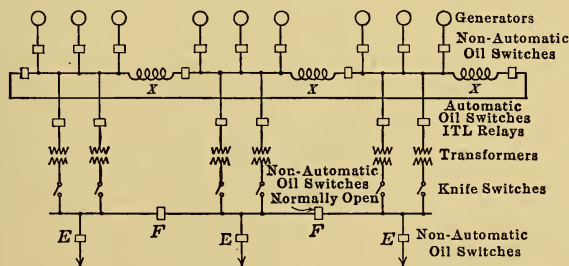 Generators
Non-Automatic
Oil Switches
X
X
X
Automatic
Oil Switches
ITL Relays
Transformers
Non-Automatic
Oil Switches
Normally Open
Knife Switches
E
F
E
F
E
Non-Automatic
Oil Switches